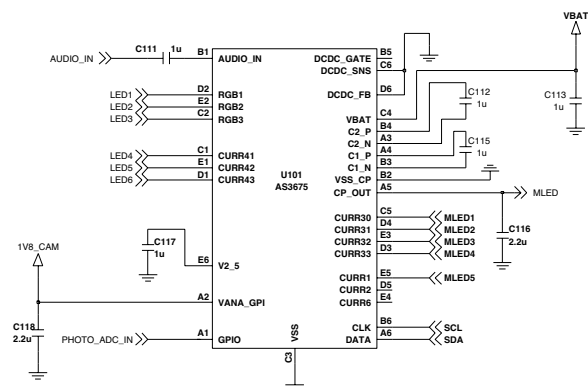 VBAT
AUDIO_IN
C111
1u
B1
AUDIO_IN
DCDC_GATE
B5
DCDC_SNS
C6
LED1
D2
RGB1
DCDC_FB
D6
LED2
E2
RGB2
LED3
C2
RGB3
VBAT
C4
C112
1u
C113
1u
C2_P
B4
C2_N
A3
LED4
C1
CURR41
C1_P
A4
C115
1u
LED5
E1
CURR42
C1_N
B3
LED6
D1
CURR43
U101
AS3675
VSS_CP
B2
CP_OUT
A5
MLED
CURR30
C5
MLED1
CURR31
D4
MLED2
CURR32
E3
MLED3
CURR33
D3
MLED4
C116
2.2u
1V8_CAM
C117
1u
E6
V2_5
CURR1
E5
MLED5
CURR2
D5
CURR6
E4
A2
VANA_GPI
C118
2.2u
CLK
B6
SCL
PHOTO_ADC_IN
A1
GPIO
DATA
A6
SDA
VSS
C3